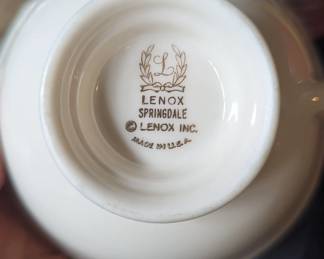 L
LENOX
SPRINGDALE
© LENOX INC.
MADE IN U.S.A.